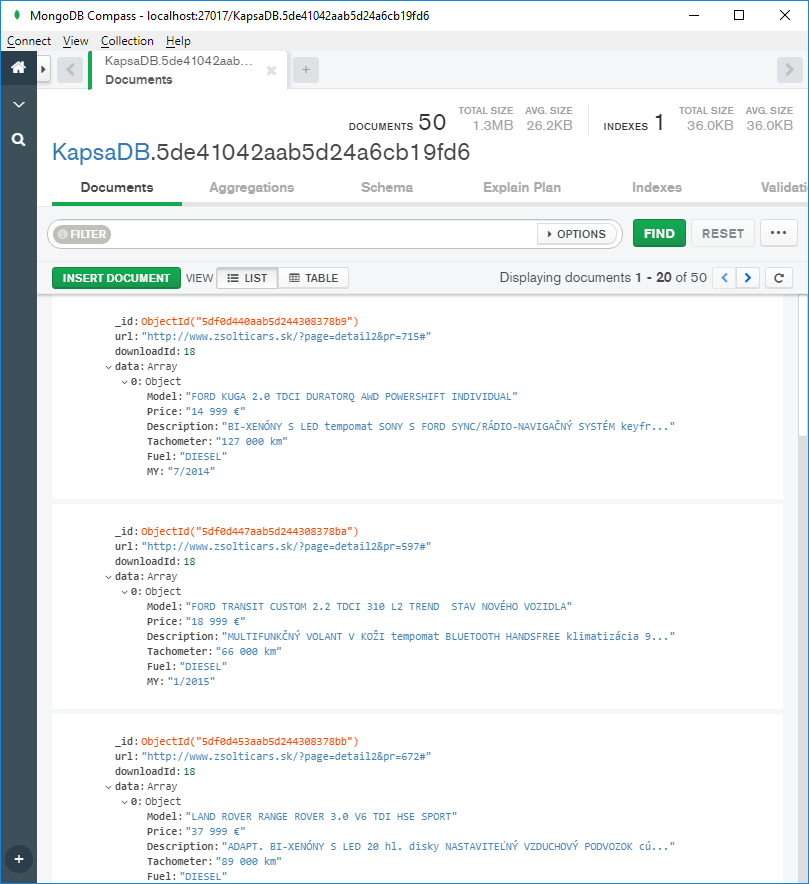 MongoDB Compass - localhost:27017/KapsaDB.5de41042aab5d24a6cb19fd6
Connect View Collection Help
KapsaDB.5de41042aab...
Documents
DOCUMENTS 50 TOTAL SIZE 1.3MB AVG. SIZE 26.2KB INDEXES 1 TOTAL SIZE 36.0KB AVG. SIZE 36.0KB
KapsaDB.5de41042aab5d24a6cb19fd6
Documents Aggregations Schema Explain Plan Indexes Validati
FILTER OPTIONS FIND RESET ...
INSERT DOCUMENT VIEW LIST TABLE Displaying documents 1 - 20 of 50
_id: ObjectId("5df0d440aab5d244308378b9")
url: "http://www.zsolticars.sk/?page=detail2&pr=715#"
downloadId: 18
data: Array
0: Object
Model: "FORD KUGA 2.0 TDCI DURATORQ AWD POWERSHIFT INDIVIDUAL"
Price: "14 999 €"
Description: "BI-XENÓNY S LED tempomat SONY S FORD SYNC/RÁDIO-NAVIGAČNÝ SYSTÉM keyfr..."
Tachometer: "127 000 km"
Fuel: "DIESEL"
MY: "7/2014"
_id: ObjectId("5df0d447aab5d244308378ba")
url: "http://www.zsolticars.sk/?page=detail2&pr=597#"
downloadId: 18
data: Array
0: Object
Model: "FORD TRANSIT CUSTOM 2.2 TDCI 310 L2 TREND  STAV NOVÉHO VOZIDLA"
Price: "18 999 €"
Description: "MULTIFUNKČNÝ VOLANT V KOŽI tempomat BLUETOOTH HANDSFREE klimatizácia 9..."
Tachometer: "66 000 km"
Fuel: "DIESEL"
MY: "1/2015"
_id: ObjectId("5df0d453aab5d244308378bb")
url: "http://www.zsolticars.sk/?page=detail2&pr=672#"
downloadId: 18
data: Array
0: Object
Model: "LAND ROVER RANGE ROVER 3.0 V6 TDI HSE SPORT"
Price: "37 999 €"
Description: "ADAPT. BI-XENÓNY S LED 20 hl. disky NASTAVITEĽNÝ VZDUCHOVÝ PODVOZOK cú..."
Tachometer: "89 000 km"
Fuel: "DIESEL"